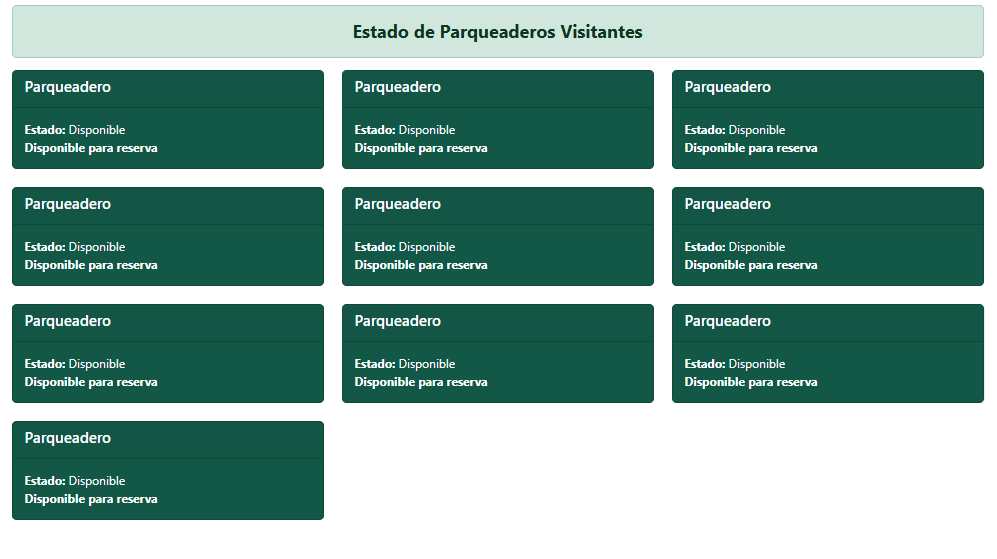 Estado de Parqueaderos Visitantes
Parqueadero
Estado: Disponible
Disponible para reserva
Parqueadero
Estado: Disponible
Disponible para reserva
Parqueadero
Estado: Disponible
Disponible para reserva
Parqueadero
Estado: Disponible
Disponible para reserva
Parqueadero
Estado: Disponible
Disponible para reserva
Parqueadero
Estado: Disponible
Disponible para reserva
Parqueadero
Estado: Disponible
Disponible para reserva
Parqueadero
Estado: Disponible
Disponible para reserva
Parqueadero
Estado: Disponible
Disponible para reserva
Parqueadero
Estado: Disponible
Disponible para reserva